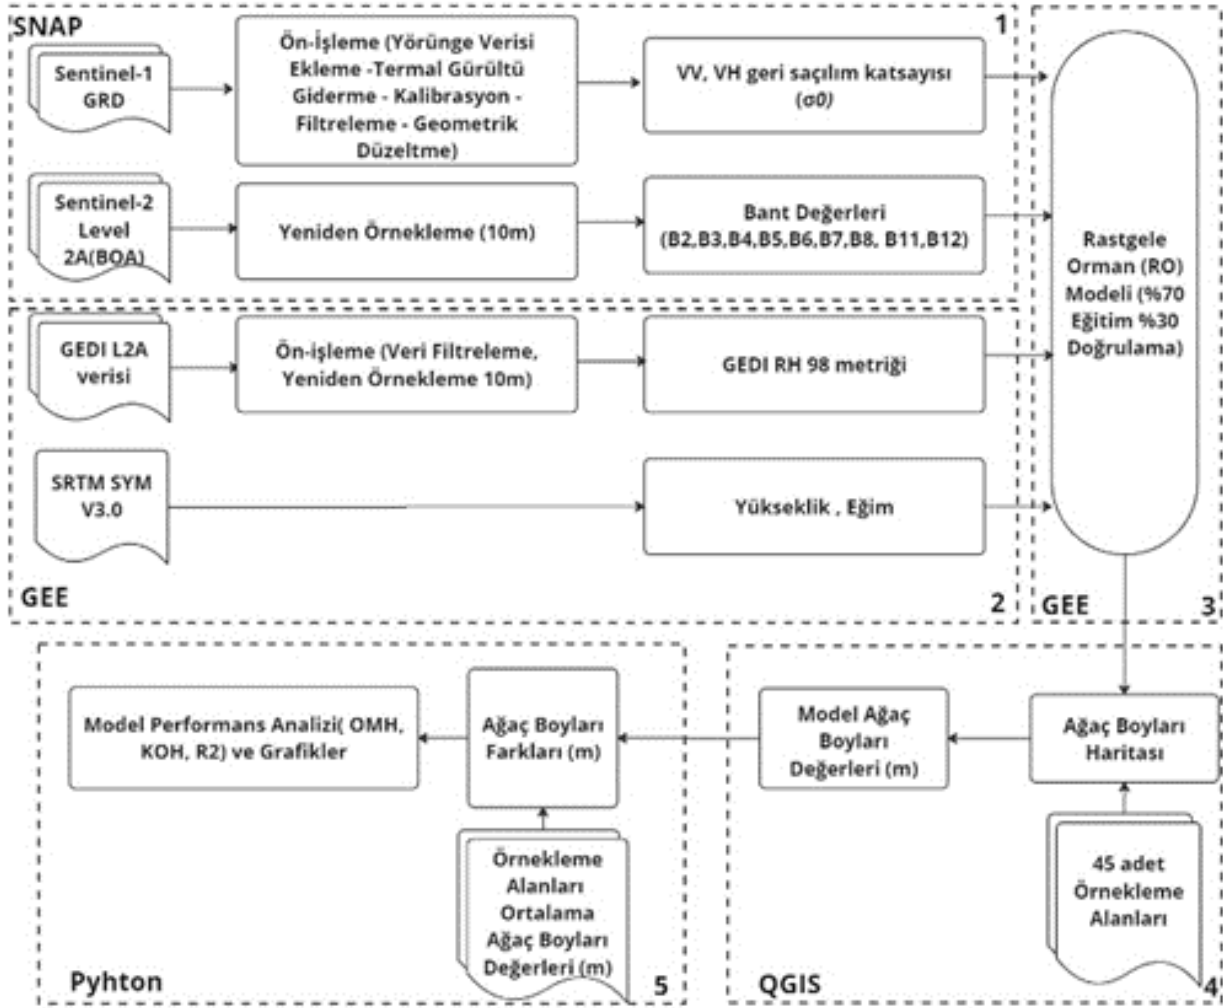 SNAP
1
Sentinel-1
GRD
Ön-İşleme (Yörünge Verisi
Ekleme -Termal Gürültü
Giderme - Kalibrasyon -
Filtreleme - Geometrik
Düzeltme)
VV, VH geri saçılım katsayısı
(σ0)
Sentinel-2
Level
2A(BOA)
Yeniden Örnekleme (10m)
Bant Değerleri
(B2,B3,B4,B5,B6,B7,B8, B11,B12)
GEDI L2A
verisi
Ön-işleme (Veri Filtreleme,
Yeniden Örnekleme 10m)
GEDI RH 98 metriği
SRTM SYM
V3.0
Yükseklik , Eğim
GEE
2
Rastgele
Orman (RO)
Modeli (%70
Eğitim %30
Doğrulama)
GEE
3
Ağaç Boyları
Haritası
45 adet
Örnekleme
Alanları
Model Ağaç
Boyları
Değerleri (m)
QGIS
4
Ağaç Boyları
Farkları (m)
Örnekleme
Alanları
Ortalama
Ağaç Boyları
Değerleri (m)
Model Performans Analizi( OMH,
KOH, R2) ve Grafikler
Pyhton
5